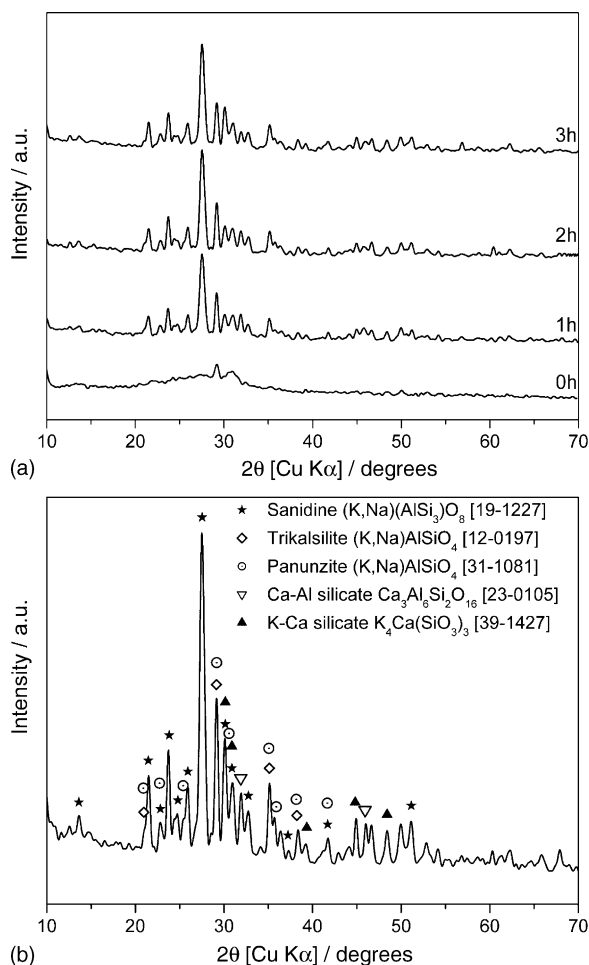 Intensity / a.u.
3h
2h
1h
0h
10 20 30 40 50 60 70
(a)
2θ [Cu Kα] / degrees
Intensity / a.u.
★ Sanidine (K,Na)(AlSi₃)O₈ [19-1227]
◇ Trikalsilite (K,Na)AlSiO₄ [12-0197]
⊙ Panunzite (K,Na)AlSiO₄ [31-1081]
▽ Ca-Al silicate Ca₃Al₆Si₂O₁₆ [23-0105]
▲ K-Ca silicate K₄Ca(SiO₃)₃ [39-1427]
10 20 30 40 50 60 70
(b)
2θ [Cu Kα] / degrees